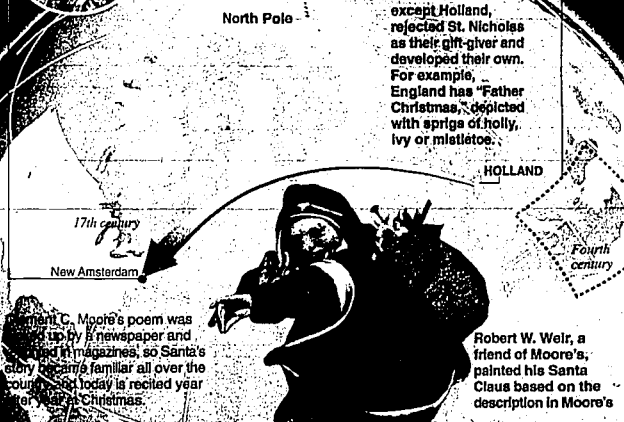 North Pole
except Holland,
rejected St. Nicholas
as their gift-giver and
developed their own.
For example,
England has "Father
Christmas," depicted
with sprigs of holly,
ivy or mistletoe.
HOLLAND
17th century
New Amsterdam
Fourth
century
C. Moore's poem was
up by a newspaper and
in magazines, so Santa's
story became familiar all over the
country and today is recited year
after year at Christmas.
Robert W. Weir, a
friend of Moore's,
painted his Santa
Claus based on the
description in Moore's